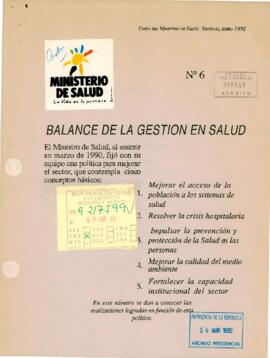 CARTA DEL MINISTERIO DE SALUD SANTIAGO, JUNIO 1992
MINISTERIO
DE SALUD
La Vida es lo primero
Nº 6
ARCHIVO
BALANCE DE LA GESTION EN SALUD
El Ministro de Salud, al asumir
en marzo de 1990, fijó con su
equipo una política para mejorar
el sector, que contempla cinco
conceptos básicos:
1. Mejorar el acceso de la
población a los sistemas de
salud
2. Resolver la crisis hospitalaria
3. Impulsar la prevención y
protección de la Salud en las
personas
4. Mejorar la calidad del medio
ambiente
5. Fortalecer la capacidad
institucional del sector
En este número se dan a conocer las
realizaciones logradas en función de esta
política.
PRESIDENTE DE LA REPUBLICA
06 ABR 1992
ARCHIVO PRESIDENCIAL